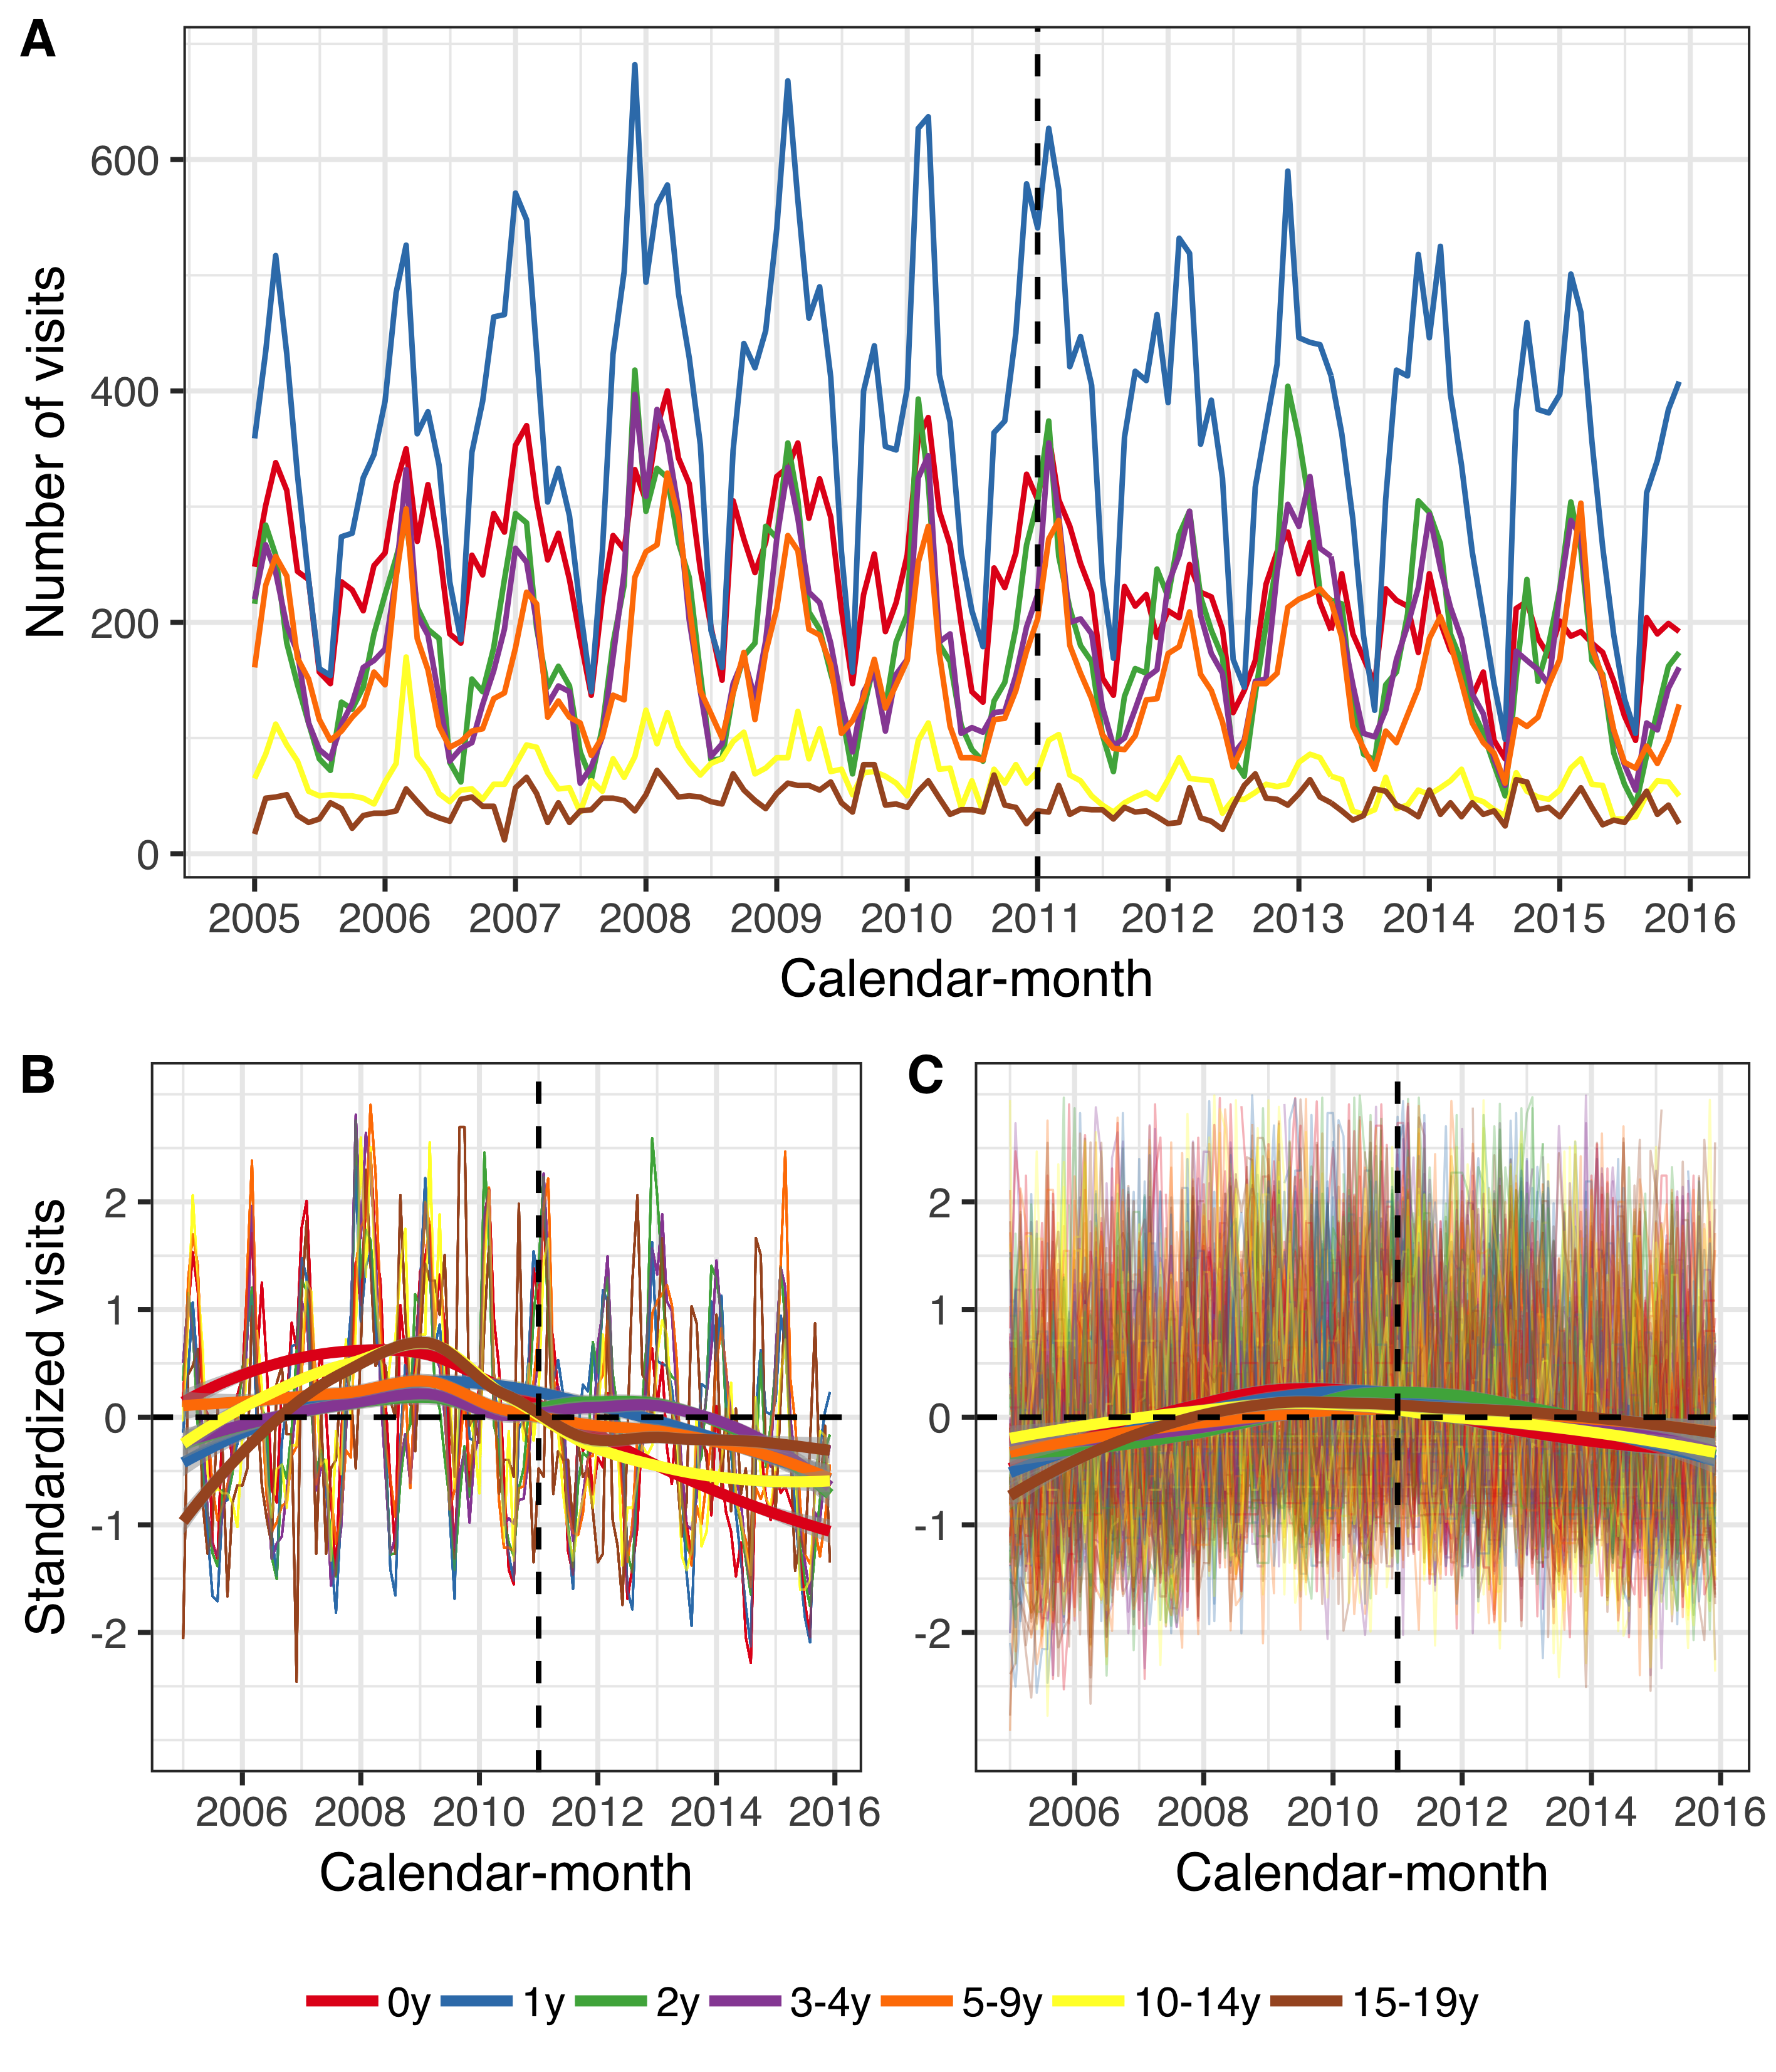 A
Number of visits
600
400
200
0
2005 2006 2007 2008 2009 2010 2011 2012 2013 2014 2015 2016
Calendar-month
B
Standardized visits
2
1
0
-1
-2
2006 2008 2010 2012 2014 2016
Calendar-month
C
2
1
0
-1
-2
2006 2008 2010 2012 2014 2016
Calendar-month
0y 1y 2y 3-4y 5-9y 10-14y 15-19y